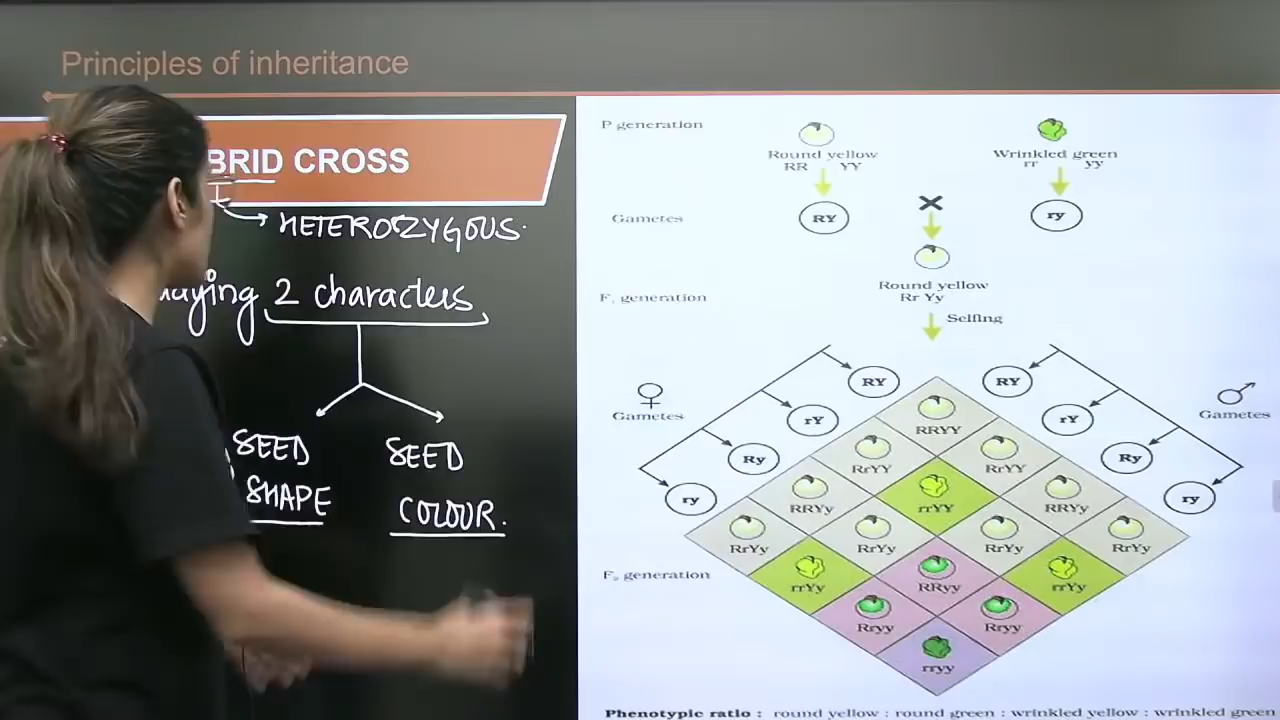 Principles of inheritance
BRID CROSS
HETEROZYGOUS.
2 characters
SEED
SHAPE
SEED
COLOUR.
P generation
Round yellow
RR YY
Wrinkled green
rr yy
Gametes
RY
ry
F₁ generation
Round yellow
Rr Yy
Selfing
♀
Gametes
♂
Gametes
RY
rY
Ry
ry
RY
rY
Ry
ry
RRYY
RrYY
RrYY
RRYy
rrYY
RRYy
RrYy
RrYy
RrYy
RrYy
F₂ generation
rrYy
RRyy
rrYy
Rryy
Rryy
rryy
Phenotypic ratio : round yellow : round green : wrinkled yellow : wrinkled green